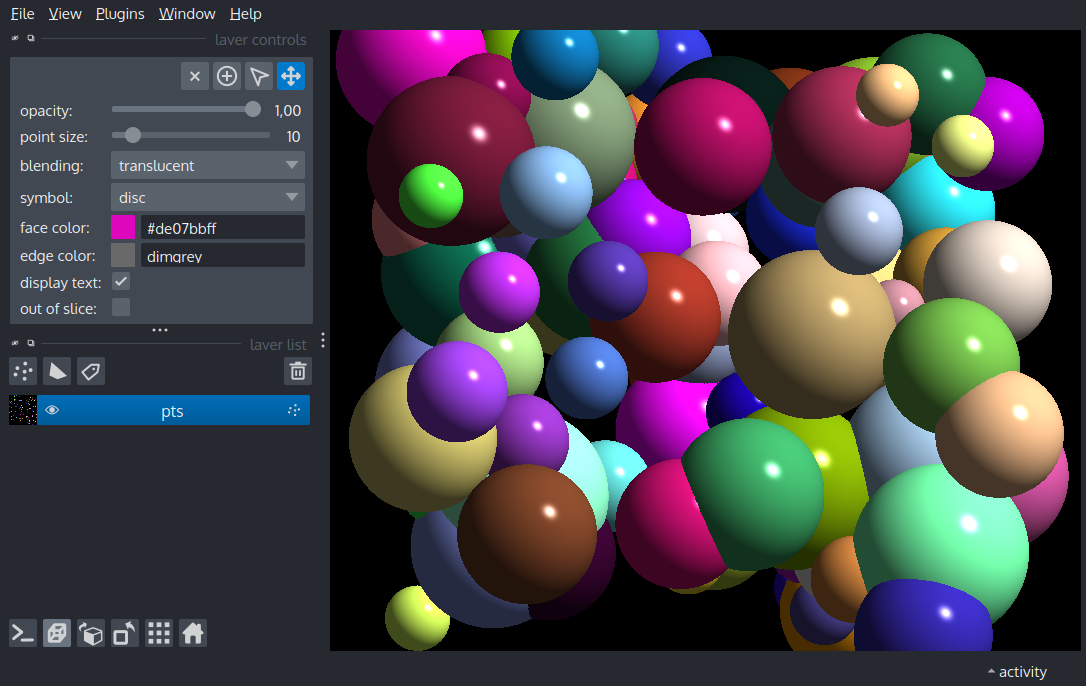 File View Plugins Window Help
layer controls
opacity: 1,00
point size: 10
blending: translucent
symbol: disc
face color: #de07bbff
edge color: dimgrey
display text:
out of slice:
layer list
pts
activity